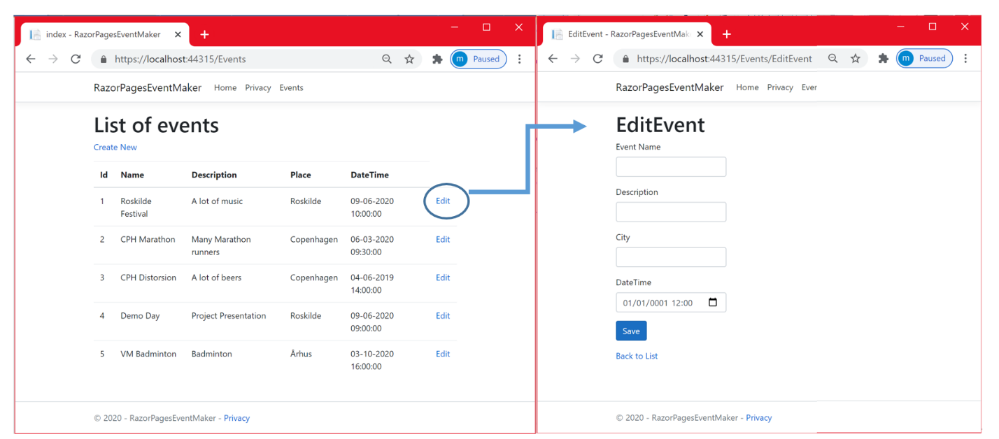 index - RazorPagesEventMaker
https://localhost:44315/Events
m Paused
RazorPagesEventMaker Home Privacy Events
List of events
Create New
Id Name Description Place DateTime
1 Roskilde Festival A lot of music Roskilde 09-06-2020 10:00:00 Edit
2 CPH Marathon Many Marathon runners Copenhagen 06-03-2020 09:30:00 Edit
3 CPH Distorsion A lot of beers Copenhagen 04-06-2019 14:00:00 Edit
4 Demo Day Project Presentation Roskilde 09-06-2020 09:00:00 Edit
5 VM Badminton Badminton Århus 03-10-2020 16:00:00 Edit
© 2020 - RazorPagesEventMaker - Privacy
EditEvent - RazorPagesEventMak
https://localhost:44315/Events/EditEvent
m Paused
RazorPagesEventMaker Home Privacy Ever
EditEvent
Event Name
Description
City
DateTime
01/01/0001 12:00
Save
Back to List
© 2020 - RazorPagesEventMaker - Privacy